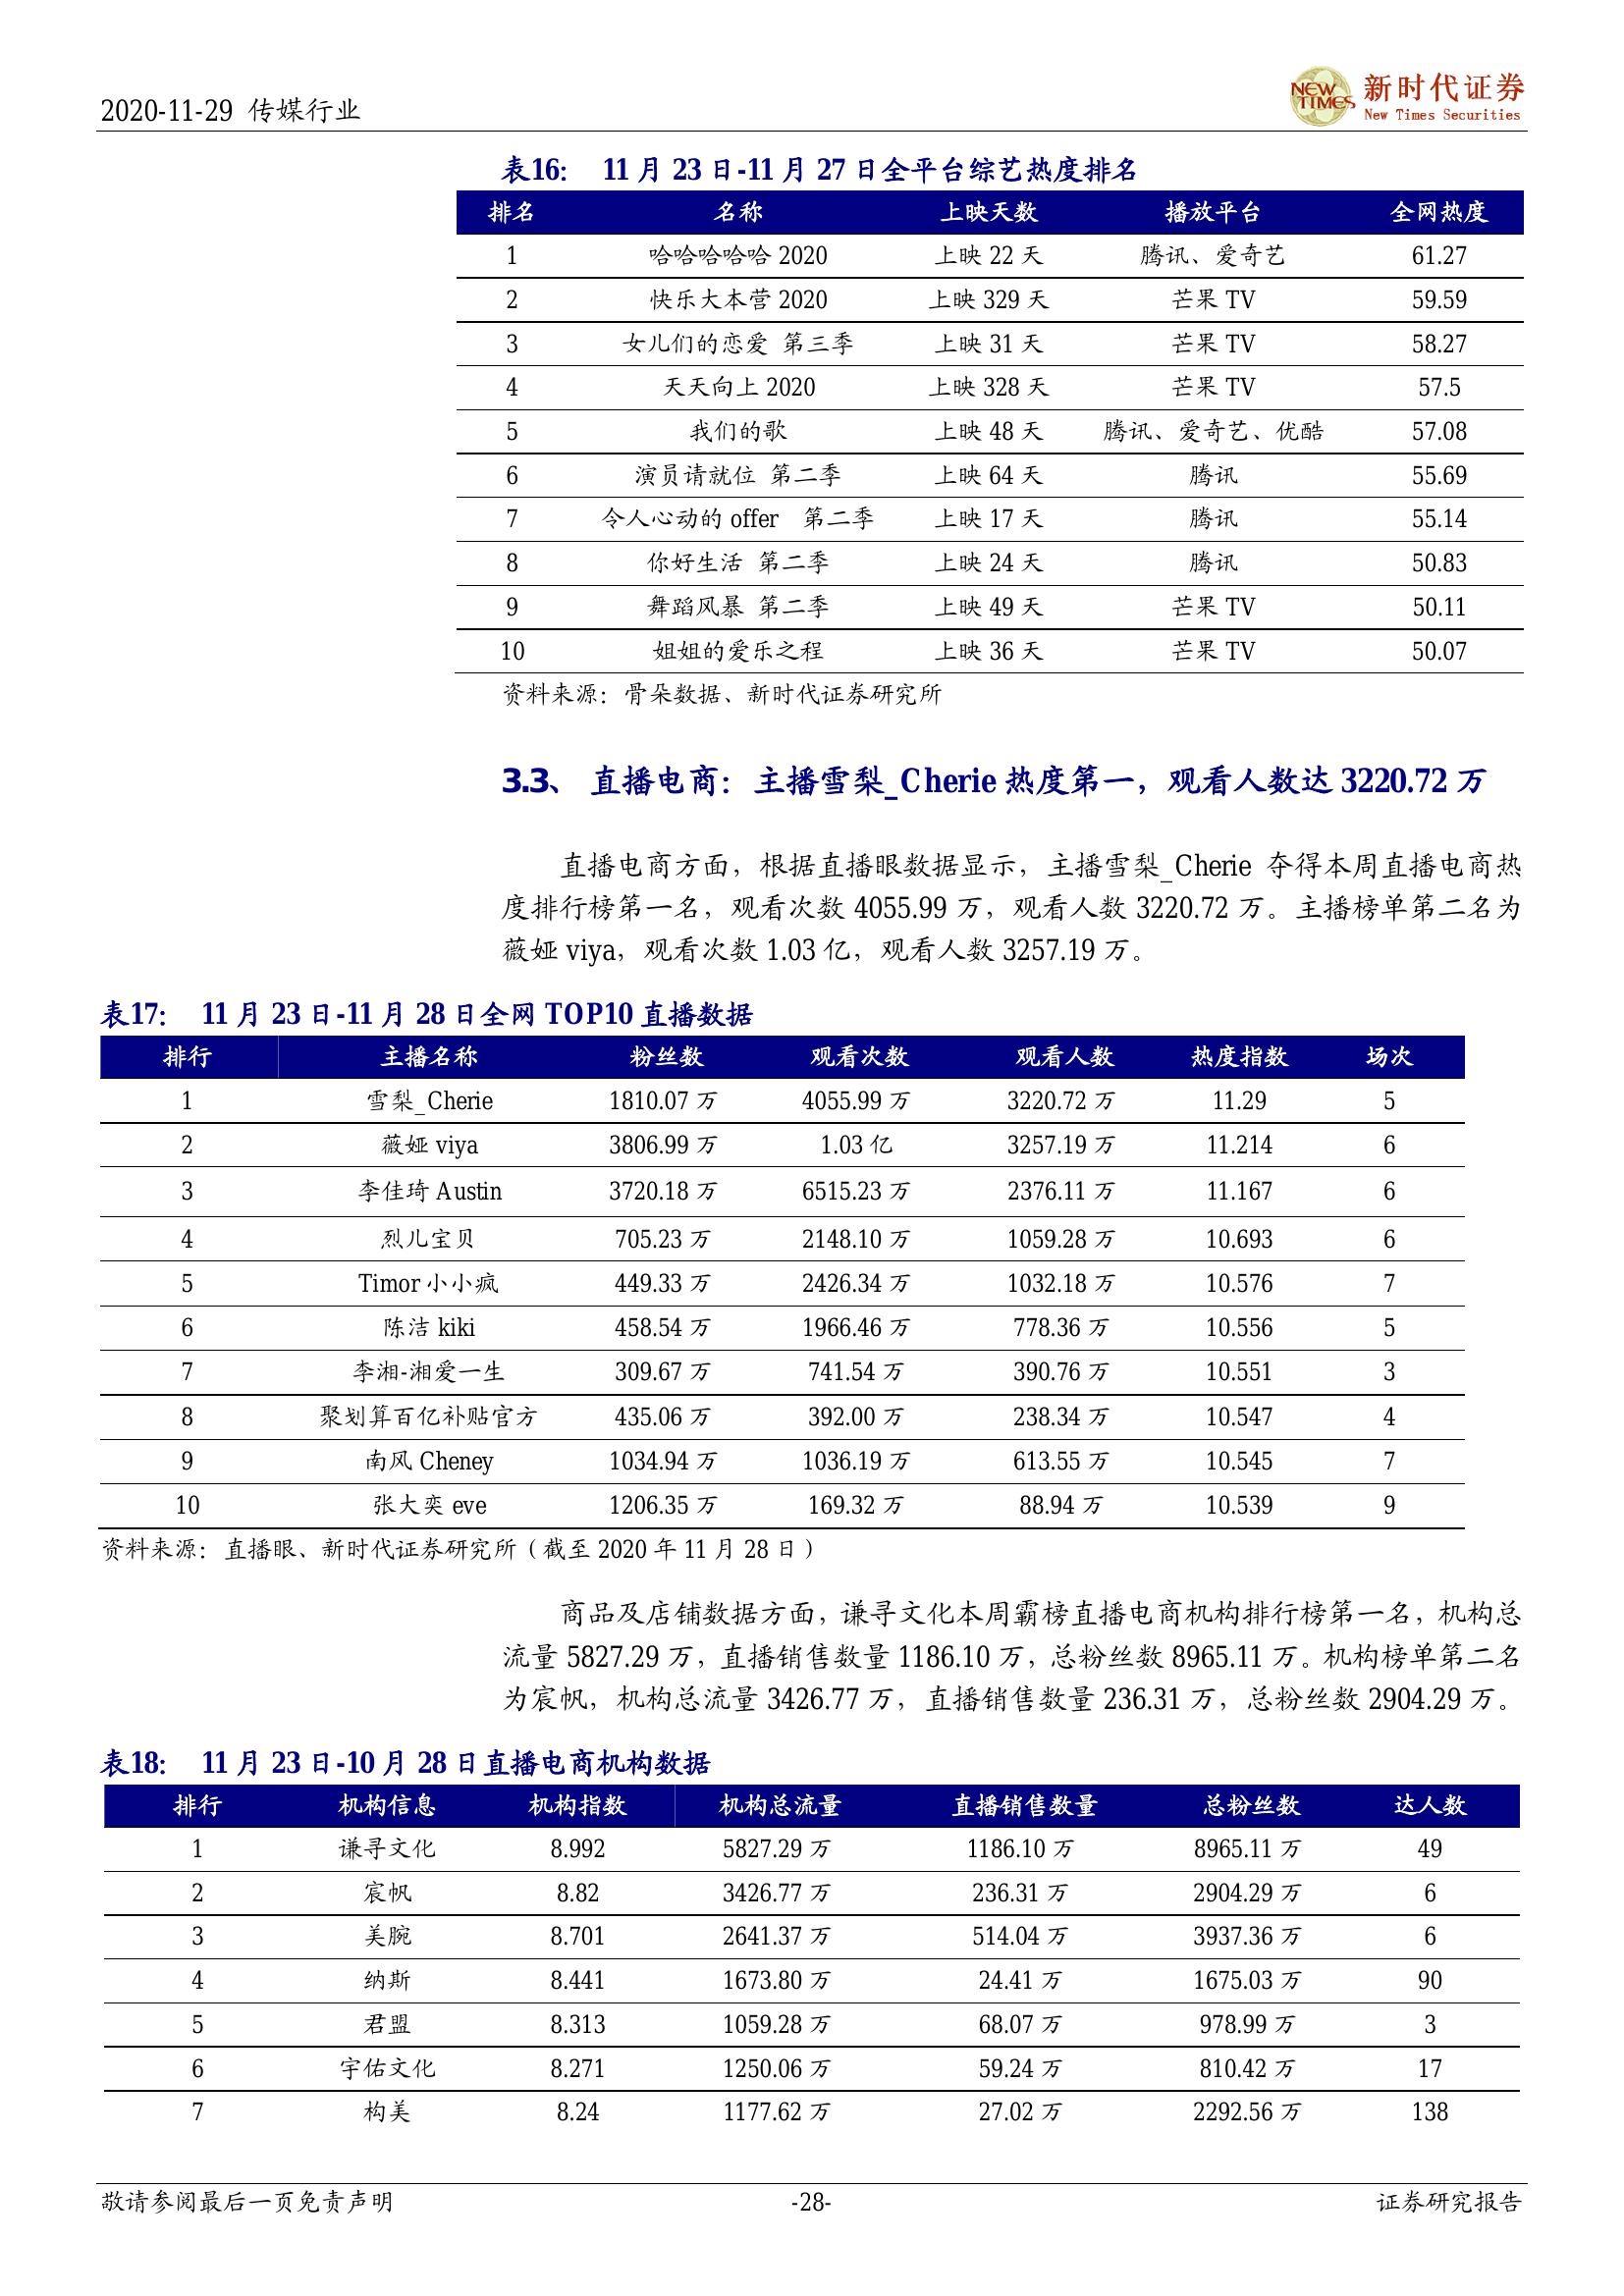 2020-11-29 传媒行业
NEW TIMES 新时代证券
New Times Securities
表16: 11 月 23 日-11 月 27 日全平台综艺热度排名
排名 名称 上映天数 播放平台 全网热度
1 哈哈哈哈哈 2020 上映 22 天 腾讯、爱奇艺 61.27
2 快乐大本营 2020 上映 329 天 芒果 TV 59.59
3 女儿们的恋爱 第三季 上映 31 天 芒果 TV 58.27
4 天天向上 2020 上映 328 天 芒果 TV 57.5
5 我们的歌 上映 48 天 腾讯、爱奇艺、优酷 57.08
6 演员请就位 第二季 上映 64 天 腾讯 55.69
7 令人心动的 offer 第二季 上映 17 天 腾讯 55.14
8 你好生活 第二季 上映 24 天 腾讯 50.83
9 舞蹈风暴 第二季 上映 49 天 芒果 TV 50.11
10 姐姐的爱乐之程 上映 36 天 芒果 TV 50.07
资料来源：骨朵数据、新时代证券研究所
3.3、 直播电商：主播雪梨_Cherie 热度第一，观看人数达 3220.72 万
直播电商方面，根据直播眼数据显示，主播雪梨_Cherie 夺得本周直播电商热
度排行榜第一名，观看次数 4055.99 万，观看人数 3220.72 万。主播榜单第二名为
薇娅 viya，观看次数 1.03 亿，观看人数 3257.19 万。
表17: 11 月 23 日-11 月 28 日全网 TOP10 直播数据
排行 主播名称 粉丝数 观看次数 观看人数 热度指数 场次
1 雪梨_Cherie 1810.07 万 4055.99 万 3220.72 万 11.29 5
2 薇娅 viya 3806.99 万 1.03 亿 3257.19 万 11.214 6
3 李佳琦 Austin 3720.18 万 6515.23 万 2376.11 万 11.167 6
4 烈儿宝贝 705.23 万 2148.10 万 1059.28 万 10.693 6
5 Timor 小小疯 449.33 万 2426.34 万 1032.18 万 10.576 7
6 陈洁 kiki 458.54 万 1966.46 万 778.36 万 10.556 5
7 李湘-湘爱一生 309.67 万 741.54 万 390.76 万 10.551 3
8 聚划算百亿补贴官方 435.06 万 392.00 万 238.34 万 10.547 4
9 南风 Cheney 1034.94 万 1036.19 万 613.55 万 10.545 7
10 张大奕 eve 1206.35 万 169.32 万 88.94 万 10.539 9
资料来源：直播眼、新时代证券研究所（截至 2020 年 11 月 28 日）
商品及店铺数据方面，谦寻文化本周霸榜直播电商机构排行榜第一名，机构总
流量 5827.29 万，直播销售数量 1186.10 万，总粉丝数 8965.11 万。机构榜单第二名
为宸帆，机构总流量 3426.77 万，直播销售数量 236.31 万，总粉丝数 2904.29 万。
表18: 11 月 23 日-10 月 28 日直播电商机构数据
排行 机构信息 机构指数 机构总流量 直播销售数量 总粉丝数 达人数
1 谦寻文化 8.992 5827.29 万 1186.10 万 8965.11 万 49
2 宸帆 8.82 3426.77 万 236.31 万 2904.29 万 6
3 美腕 8.701 2641.37 万 514.04 万 3937.36 万 6
4 纳斯 8.441 1673.80 万 24.41 万 1675.03 万 90
5 君盟 8.313 1059.28 万 68.07 万 978.99 万 3
6 宇佑文化 8.271 1250.06 万 59.24 万 810.42 万 17
7 构美 8.24 1177.62 万 27.02 万 2292.56 万 138
敬请参阅最后一页免责声明 -28- 证券研究报告